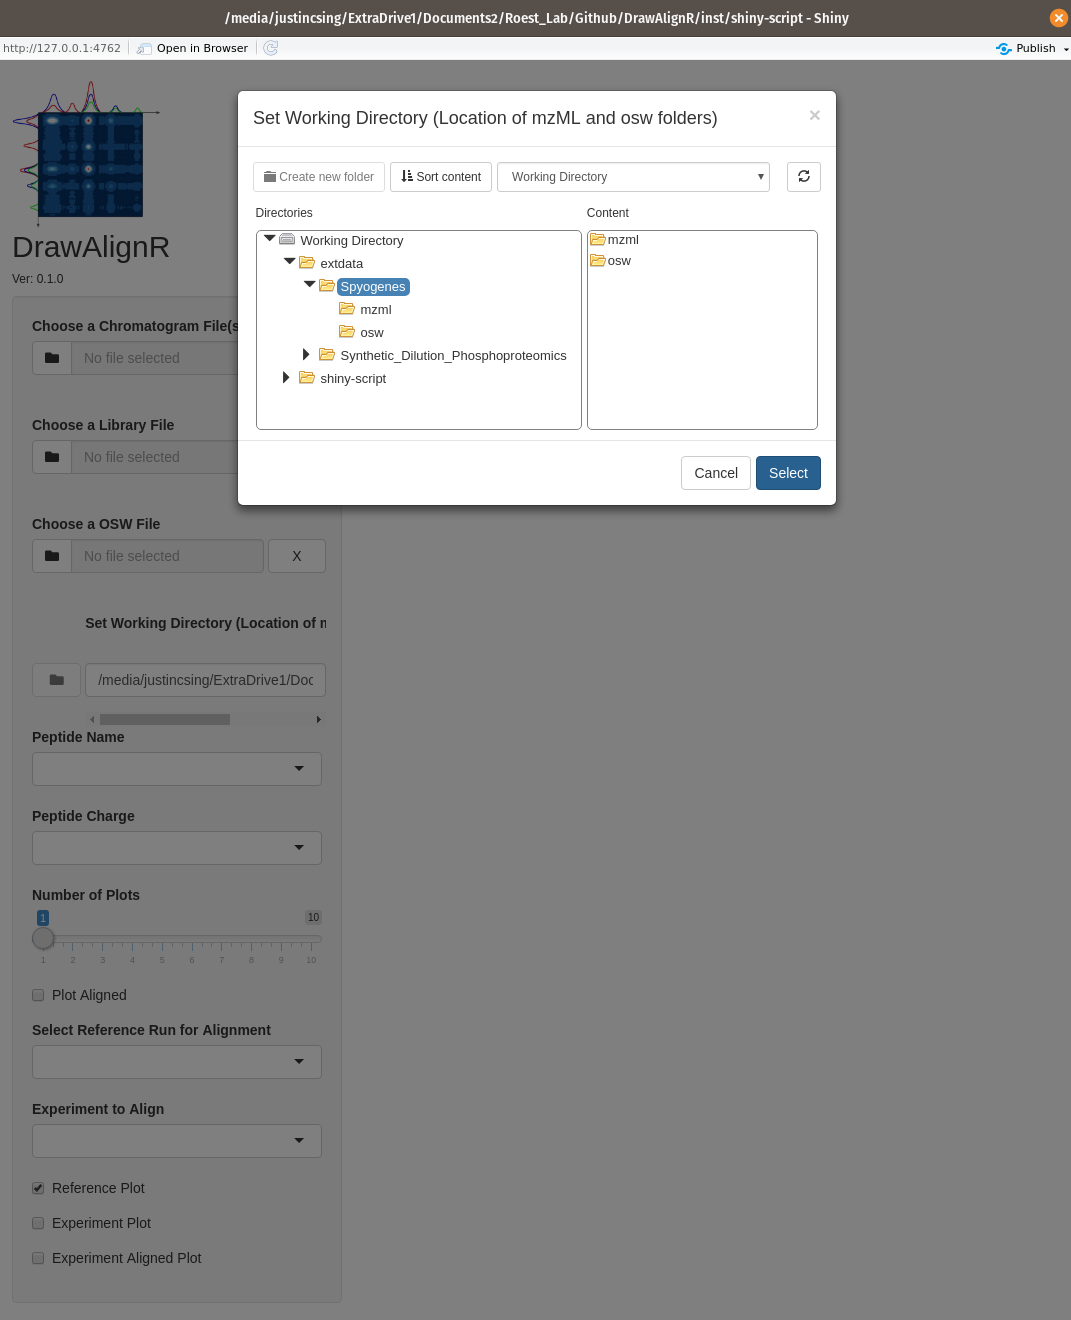 /media/justincsing/ExtraDrive1/Documents2/Roest_Lab/Github/DrawAlignR/inst/shiny-script - Shiny
http://127.0.0.1:4762 Open in Browser Publish
Set Working Directory (Location of mzML and osw folders) ×
Create new folder Sort content Working Directory
Directories Content
Working Directory mzml
extdata osw
Spyogenes
mzml
osw
Synthetic_Dilution_Phosphoproteomics
shiny-script
Cancel Select
DrawAlignR
Ver: 0.1.0
Choose a Chromatogram File(s
No file selected
Choose a Library File
No file selected
Choose a OSW File
No file selected X
Set Working Directory (Location of m
/media/justincsing/ExtraDrive1/Doc
Peptide Name
Peptide Charge
Number of Plots
1 10
1 2 3 4 5 6 7 8 9 10
Plot Aligned
Select Reference Run for Alignment
Experiment to Align
Reference Plot
Experiment Plot
Experiment Aligned Plot